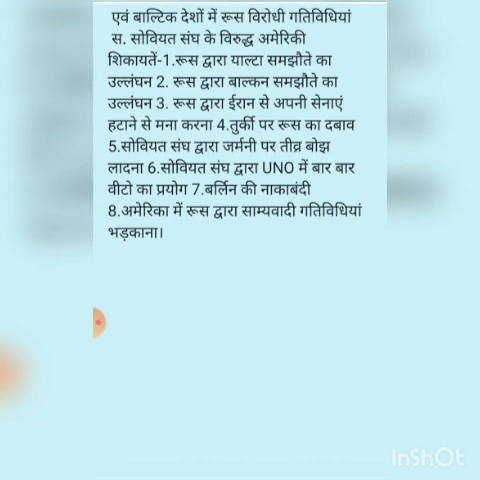 एवं बाल्टिक देशों में रूस विरोधी गतिविधियां
स. सोवियत संघ के विरुद्ध अमेरिकी
शिकायतें-1.रूस द्वारा याल्टा समझौते का
उल्लंघन 2. रूस द्वारा बाल्कन समझौते का
उल्लंघन 3. रूस द्वारा ईरान से अपनी सेनाएं
हटाने से मना करना 4.तुर्की पर रूस का दबाव
5.सोवियत संघ द्वारा जर्मनी पर तीव्र बोझ
लादना 6.सोवियत संघ द्वारा UNO में बार बार
वीटो का प्रयोग 7.बर्लिन की नाकाबंदी
8.अमेरिका में रूस द्वारा साम्यवादी गतिविधियां
भड़काना।
InShOt